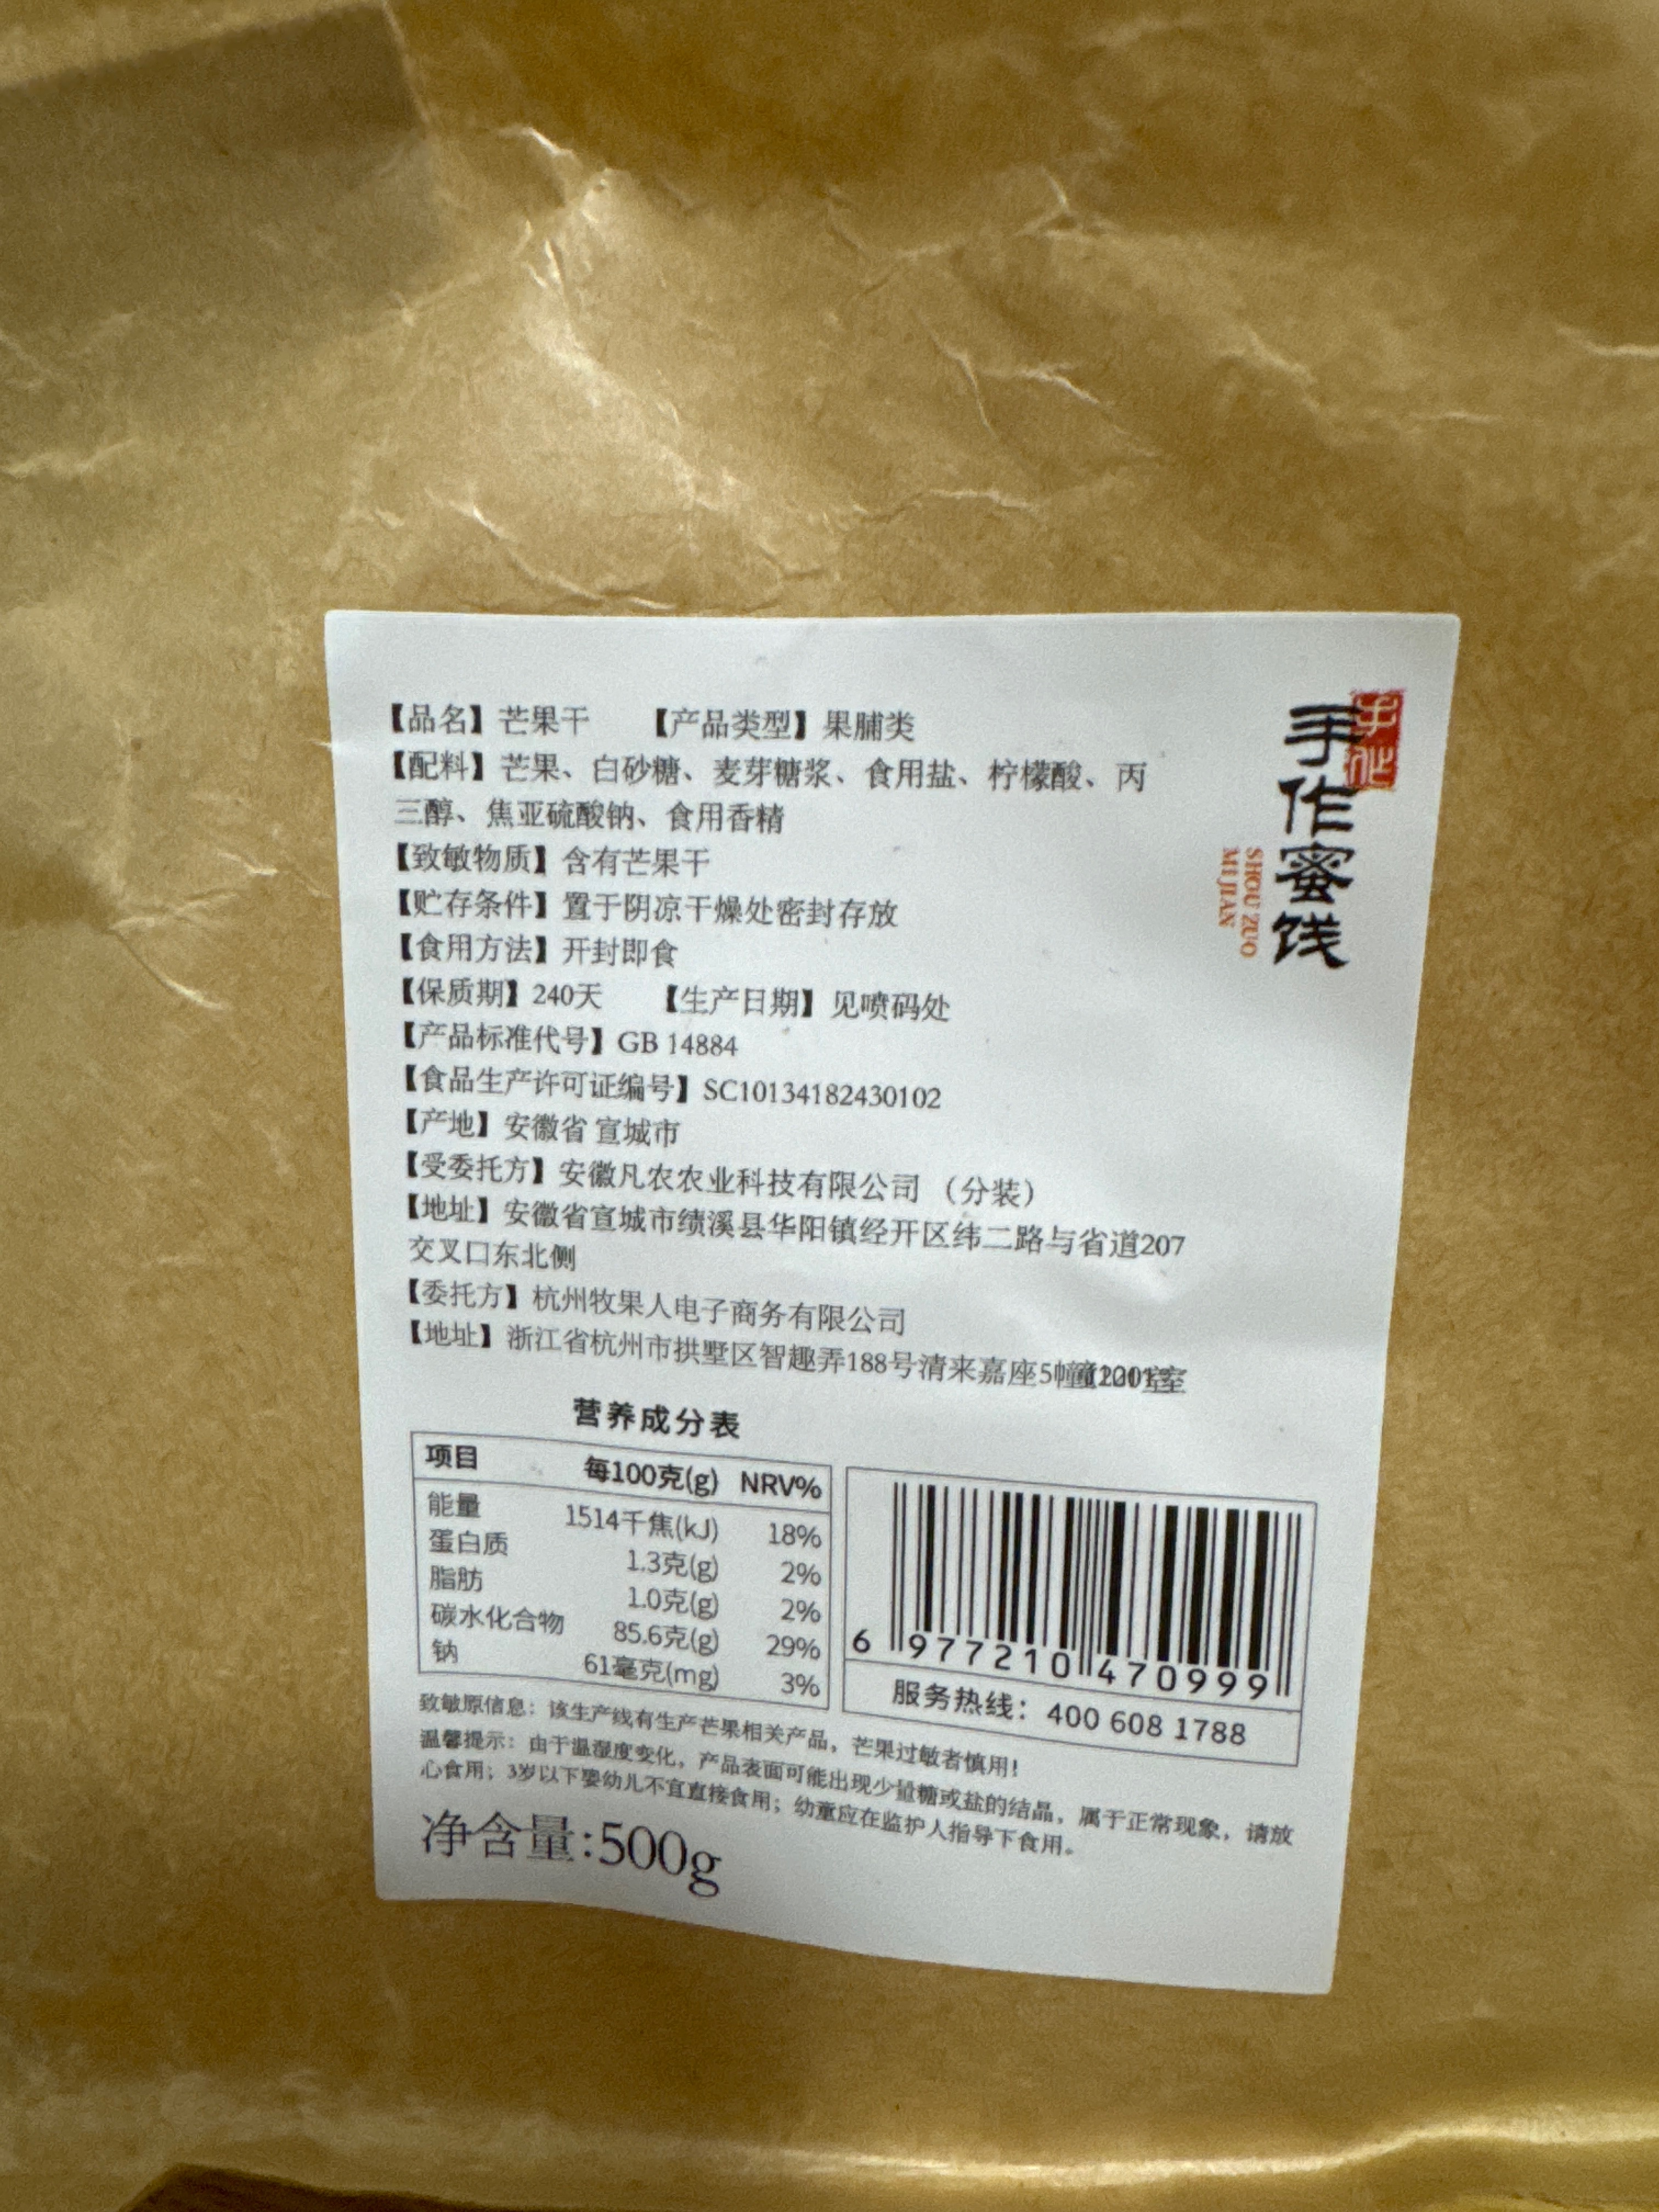 【品名】芒果干 【产品类型】果脯类
【配料】芒果、白砂糖、麦芽糖浆、食用盐、柠檬酸、丙
三醇、焦亚硫酸钠、食用香精
【致敏物质】含有芒果干
【贮存条件】置于阴凉干燥处密封存放
【食用方法】开封即食
【保质期】240天 【生产日期】见喷码处
【产品标准代号】GB 14884
【食品生产许可证编号】SC10134182430102
【产地】安徽省 宣城市
【受委托方】安徽凡农农业科技有限公司 (分装)
【地址】安徽省宣城市绩溪县华阳镇经开区纬二路与省道207
交叉口东北侧
【委托方】杭州牧果人电子商务有限公司
【地址】浙江省杭州市拱墅区智趣弄188号清来嘉座5幢
手作
手作蜜饯
SHOU ZUO
MI JIAN
营养成分表
项目 每100克(g) NRV%
能量 1514千焦(kJ) 18%
蛋白质 1.3克(g) 2%
脂肪 1.0克(g) 2%
碳水化合物 85.6克(g) 29%
钠 61毫克(mg) 3%
6 977210 470999
服务热线：400 608 1788
致敏原信息：该生产线有生产芒果相关产品，芒果过敏者慎用！
温馨提示：由于温湿度变化，产品表面可能出现少量糖或盐的结晶，属于正常现象，请放
心食用；3岁以下婴幼儿不宜直接食用；幼童应在监护人指导下食用。
净含量:500g